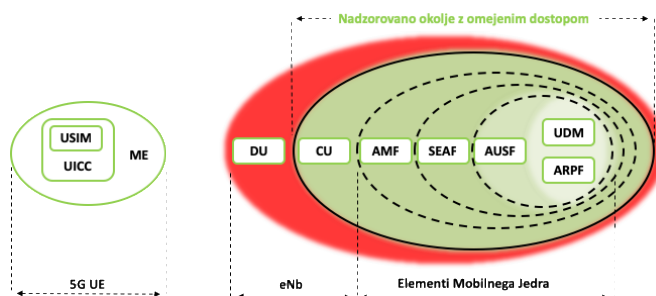 Nadzorovano okolje z omejenim dostopom
USIM
UICC
ME
DU
CU
AMF
SEAF
AUSF
UDM
ARPF
5G UE
eNb
Elementi Mobilnega Jedra